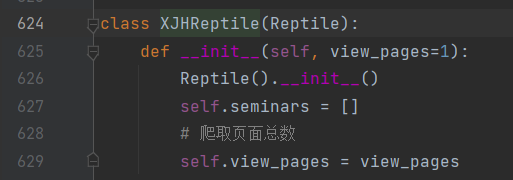 624 class XJHReptile(Reptile):
625     def __init__(self, view_pages=1):
626         Reptile().__init__()
627         self.seminars = []
628         # 爬取页面总数
629         self.view_pages = view_pages